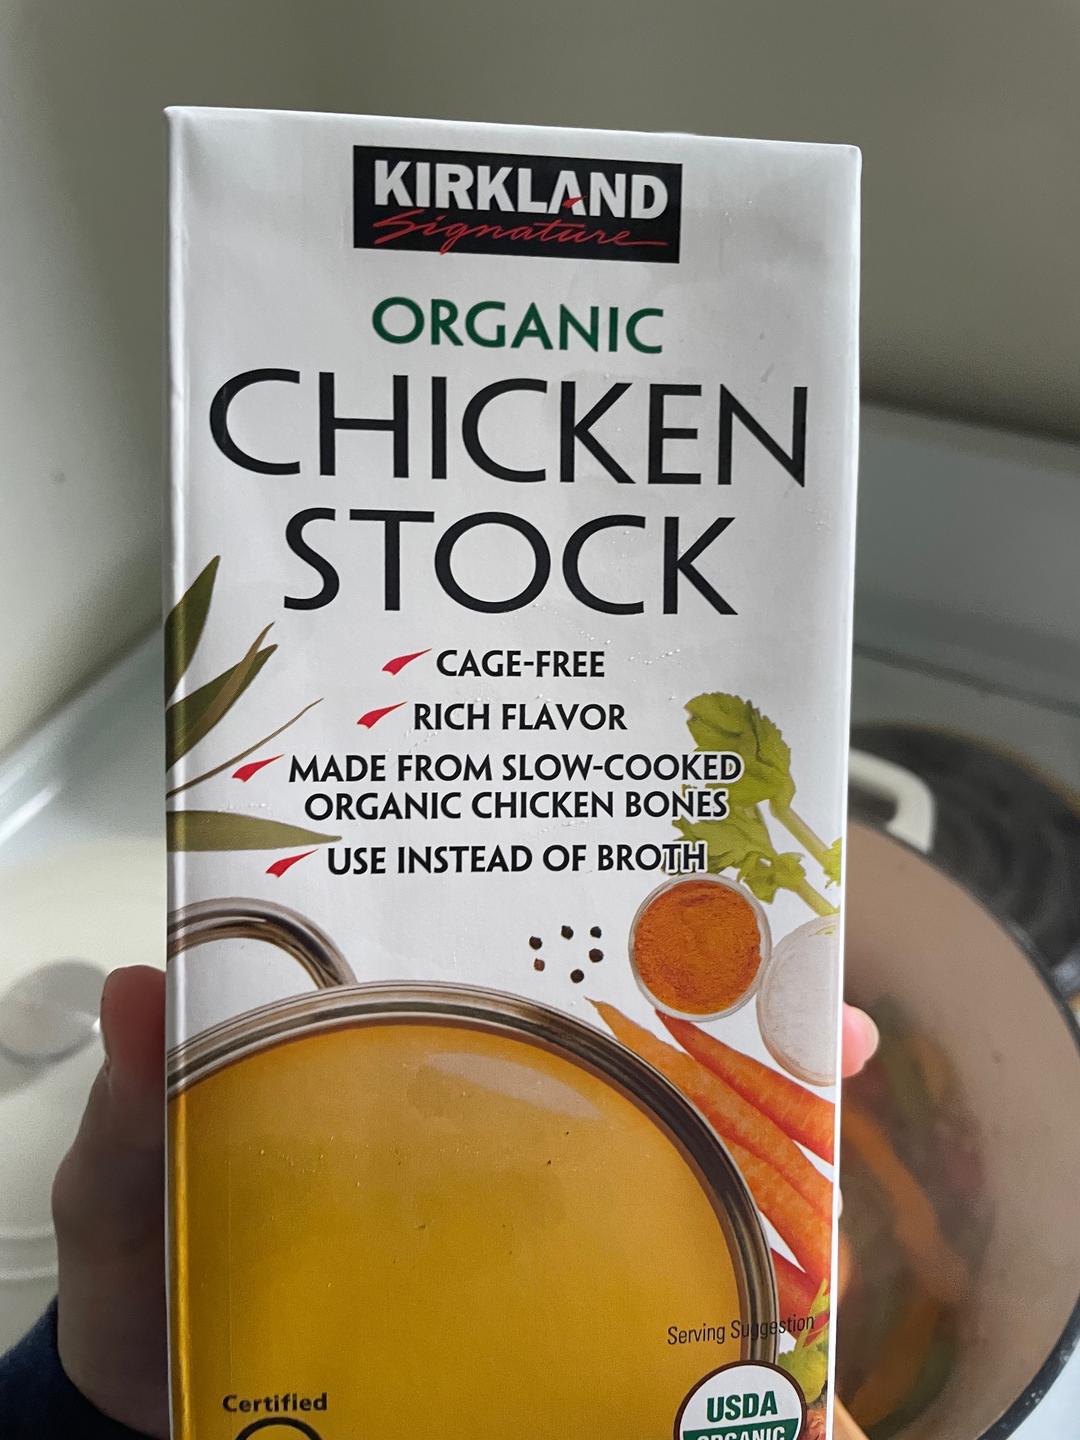 KIRKLAND
Signature
ORGANIC
CHICKEN
STOCK
CAGE-FREE
RICH FLAVOR
MADE FROM SLOW-COOKED
ORGANIC CHICKEN BONES
USE INSTEAD OF BROTH
Serving Suggestion
Certified
USDA
ORGANIC